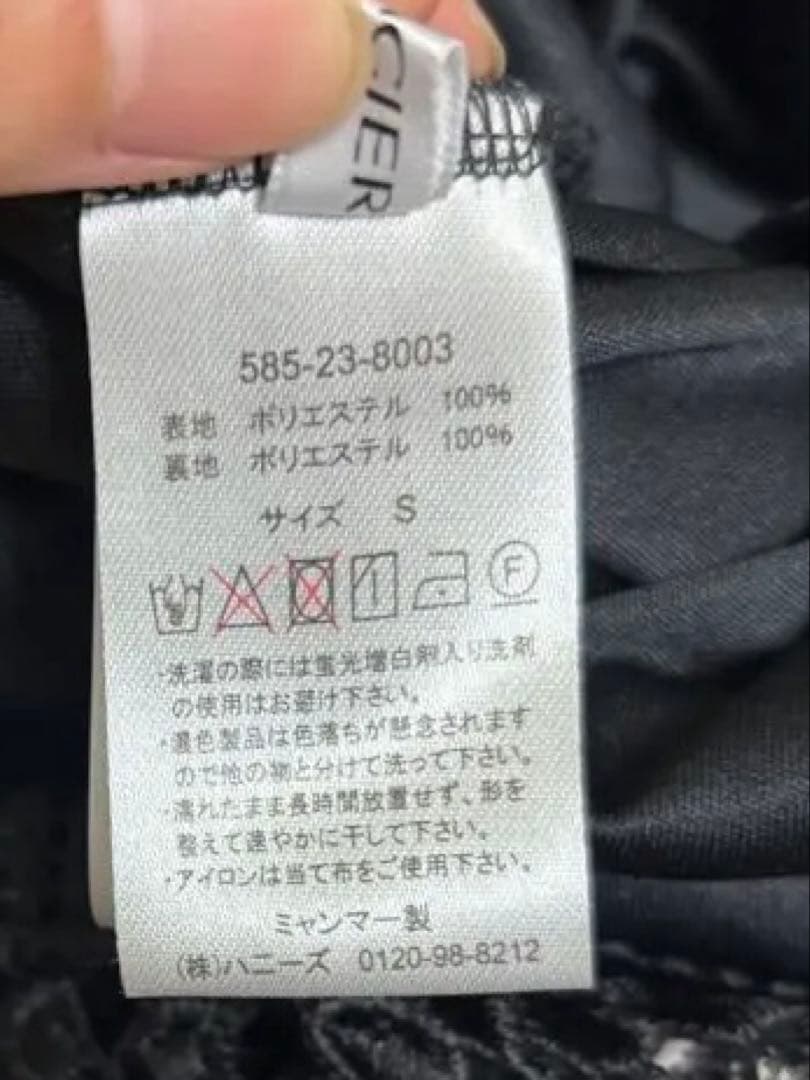 CIER
585-23-8003
表地 ポリエステル 100%
裏地 ポリエステル 100%
サイズ S
F
・洗濯の際には蛍光増白剤入り洗剤
の使用はお避け下さい。
・濃色製品は色落ちが懸念されます
ので他の物と分けて洗って下さい。
・濡れたまま長時間放置せず、形を
整えて速やかに干して下さい。
・アイロンは当て布をご使用下さい。
ミャンマー製
(株)ハニーズ 0120-98-8212